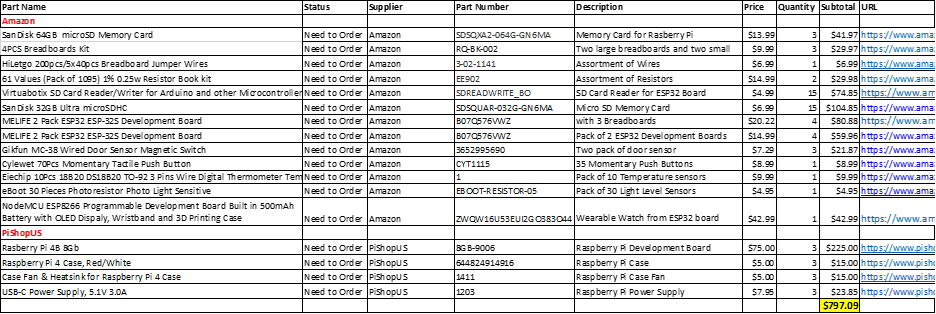 Part Name Status Supplier Part Number Description Price Quantity Subtotal URL
Amazon
SanDisk 64GB microSD Memory Card Need to Order Amazon SDSQXA2-064G-GN6MA Memory Card for Rasberry Pi $13.99 3 $41.97 https://www.ama
4PCS Breadboards Kit Need to Order Amazon RQ-BK-002 Two large breadboards and two small $9.99 3 $29.97 https://www.ama
HiLetgo 200pcs/5x40pcs Breadboard Jumper Wires Need to Order Amazon 3-02-1141 Assortment of Wires $6.99 1 $6.99 https://www.ama
61 Values (Pack of 1095) 1% 0.25w Resistor Book kit Need to Order Amazon EE902 Assortment of Resistors $14.99 2 $29.98 https://www.ama
Virtuabotix SD Card Reader/Writer for Arduino and other Microcontroller Need to Order Amazon SDREADWRITE_BO SD Card Reader for ESP32 Board $4.99 15 $74.85 https://www.am
SanDisk 32GB Ultra microSDHC Need to Order Amazon SDSQUAR-032G-GN6MA Micro SD Memory Card $6.99 15 $104.85 https://www.ama
MELIFE 2 Pack ESP32 ESP-32S Development Board Need to Order Amazon B07Q576VWZ with 3 Breadboards $20.22 4 $80.88 https://www.am
MELIFE 2 Pack ESP32 ESP-32S Development Board Need to Order Amazon B07Q576VWZ Pack of 2 ESP32 Development Boards $14.99 4 $59.96 https://www.ama
Gikfun MC-38 Wired Door Sensor Magnetic Switch Need to Order Amazon 3652995690 Two pack of door sensor $7.29 3 $21.87 https://www.ama
Cylewet 70Pcs Momentary Tactile Push Button Need to Order Amazon CYT1115 35 Momentary Push Buttons $8.99 1 $8.99 https://www.ama
Elechip 10Pcs 18B20 DS18B20 TO-92 3 Pins Wire Digital Thermometer Tem Need to Order Amazon 1 Pack of 10 Temperature sensors $9.99 1 $9.99 https://www.ama
eBoot 30 Pieces Photoresistor Photo Light Sensitive Need to Order Amazon EBOOT-RESISTOR-05 Pack of 30 Light Level Sensors $4.95 1 $4.95 https://www.ama
NodeMCU ESP8266 Programmable Development Board Built in 500mAh
Battery with OLED Dispaly, Wristband and 3D Printing Case Need to Order Amazon ZWQW16U53EUI2GO883O44 Wearable Watch from ESP32 board $42.99 1 $42.99 https://www.am
PiShopUS
Rasberry Pi 4B 8Gb Need to Order PiShopUS 8GB-9006 Raspberry Pi Development Board $75.00 3 $225.00 https://www.pish
Raspberry Pi 4 Case, Red/White Need to Order PiShopUS 644824914916 Raspberry Pi Case $5.00 3 $15.00 https://www.pisho
Case Fan & Heatsink for Raspberry Pi 4 Case Need to Order PiShopUS 1411 Raspberry Pi Case Fan $5.00 3 $15.00 https://www.pisho
USB-C Power Supply, 5.1V 3.0A Need to Order PiShopUS 1203 Raspberry Pi Power Supply $7.95 3 $23.85 https://www.pisho
$797.09